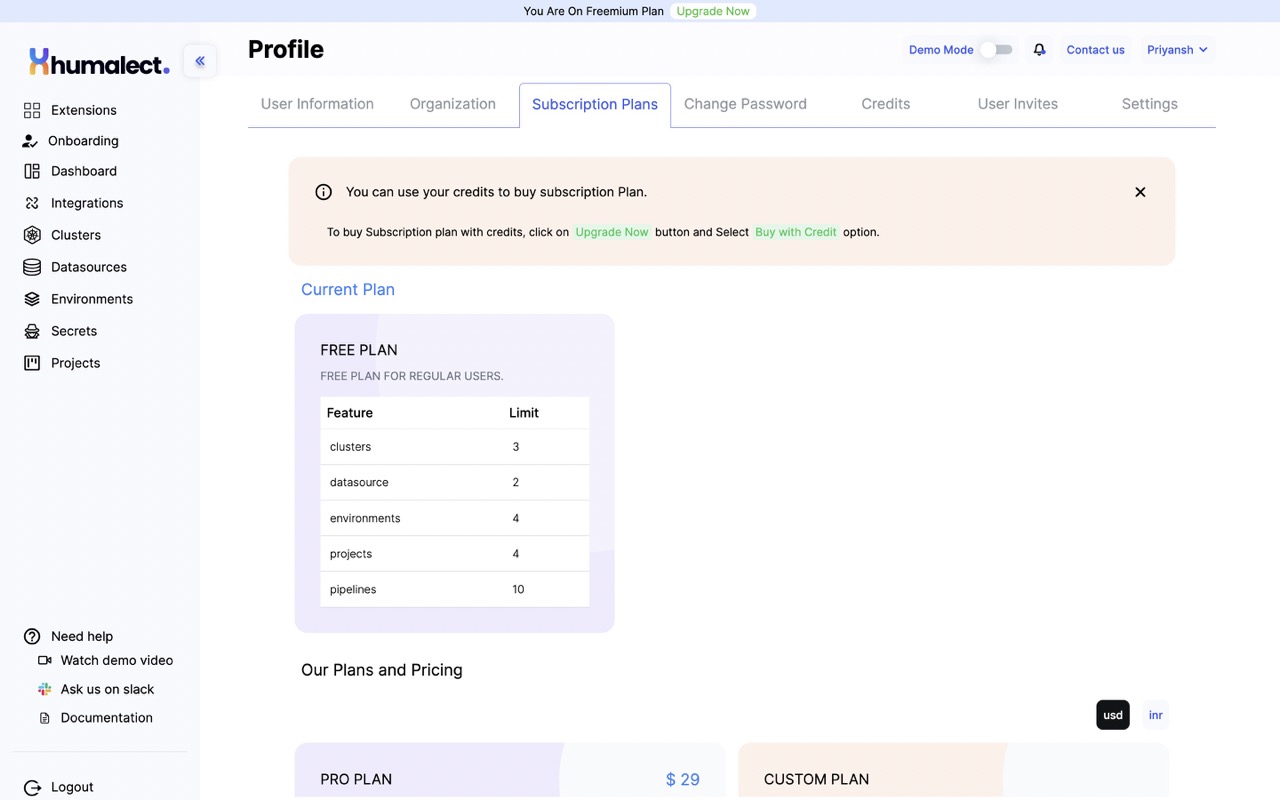 You Are On Freemium Plan Upgrade Now
humalect.
Profile
Demo Mode
Contact us
Priyansh
User Information
Organization
Subscription Plans
Change Password
Credits
User Invites
Settings
Extensions
Onboarding
Dashboard
Integrations
Clusters
Datasources
Environments
Secrets
Projects
Need help
Watch demo video
Ask us on slack
Documentation
Logout
You can use your credits to buy subscription Plan.
To buy Subscription plan with credits, click on Upgrade Now button and Select Buy with Credit option.
Current Plan
FREE PLAN
FREE PLAN FOR REGULAR USERS.
Feature Limit
clusters 3
datasource 2
environments 4
projects 4
pipelines 10
Our Plans and Pricing
usd inr
PRO PLAN $ 29
CUSTOM PLAN